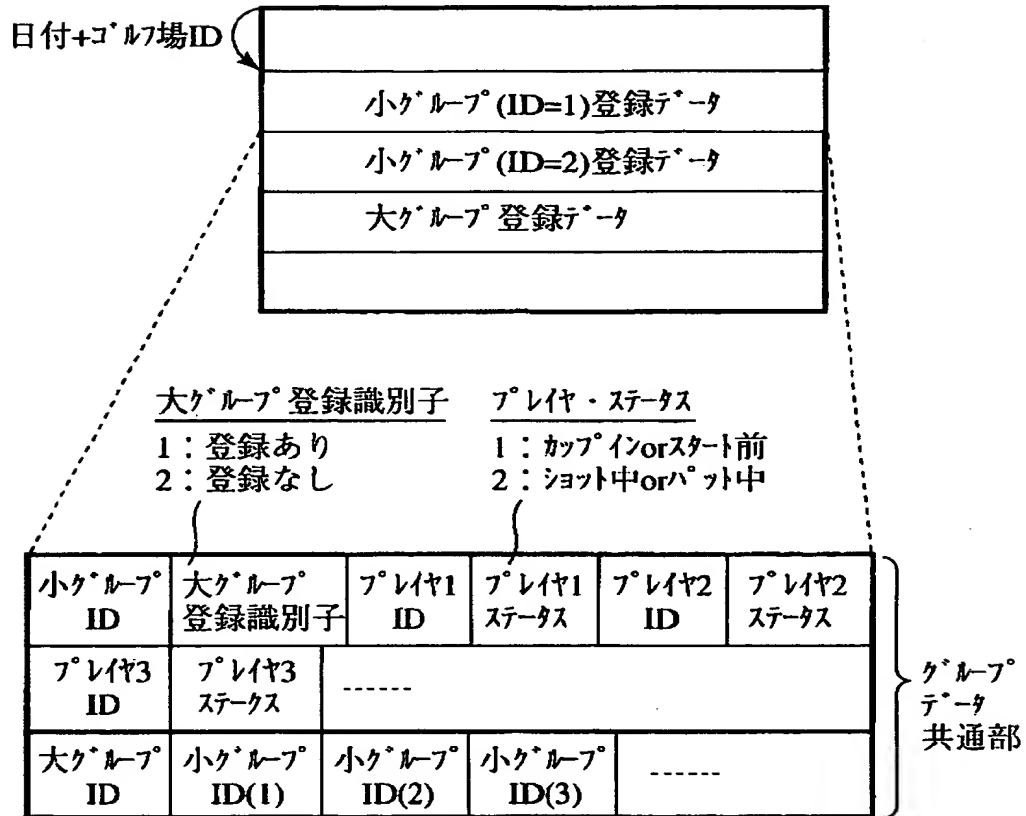 日付+ｺﾞﾙﾌ場ID
小ｸﾞﾙｰﾌﾟ(ID=1)登録ﾃﾞｰﾀ
小ｸﾞﾙｰﾌﾟ(ID=2)登録ﾃﾞｰﾀ
大ｸﾞﾙｰﾌﾟ登録ﾃﾞｰﾀ
大ｸﾞﾙｰﾌﾟ登録識別子
1：登録あり
2：登録なし
ﾌﾟﾚｲﾔ・ｽﾃｰﾀｽ
1：ｶｯﾌﾟｲﾝorｽﾀｰﾄ前
2：ｼｮｯﾄ中orﾊﾟｯﾄ中
小ｸﾞﾙｰﾌﾟ
ID
大ｸﾞﾙｰﾌﾟ
登録識別子
ﾌﾟﾚｲﾔ1
ID
ﾌﾟﾚｲﾔ1
ｽﾃｰﾀｽ
ﾌﾟﾚｲﾔ2
ID
ﾌﾟﾚｲﾔ2
ｽﾃｰﾀｽ
ﾌﾟﾚｲﾔ3
ID
ﾌﾟﾚｲﾔ3
ｽﾃｰｸｽ
------
大ｸﾞﾙｰﾌﾟ
ID
小ｸﾞﾙｰﾌﾟ
ID(1)
小ｸﾞﾙｰﾌﾟ
ID(2)
小ｸﾞﾙｰﾌﾟ
ID(3)
------
ｸﾞﾙｰﾌﾟ
ﾃﾞｰﾀ
共通部